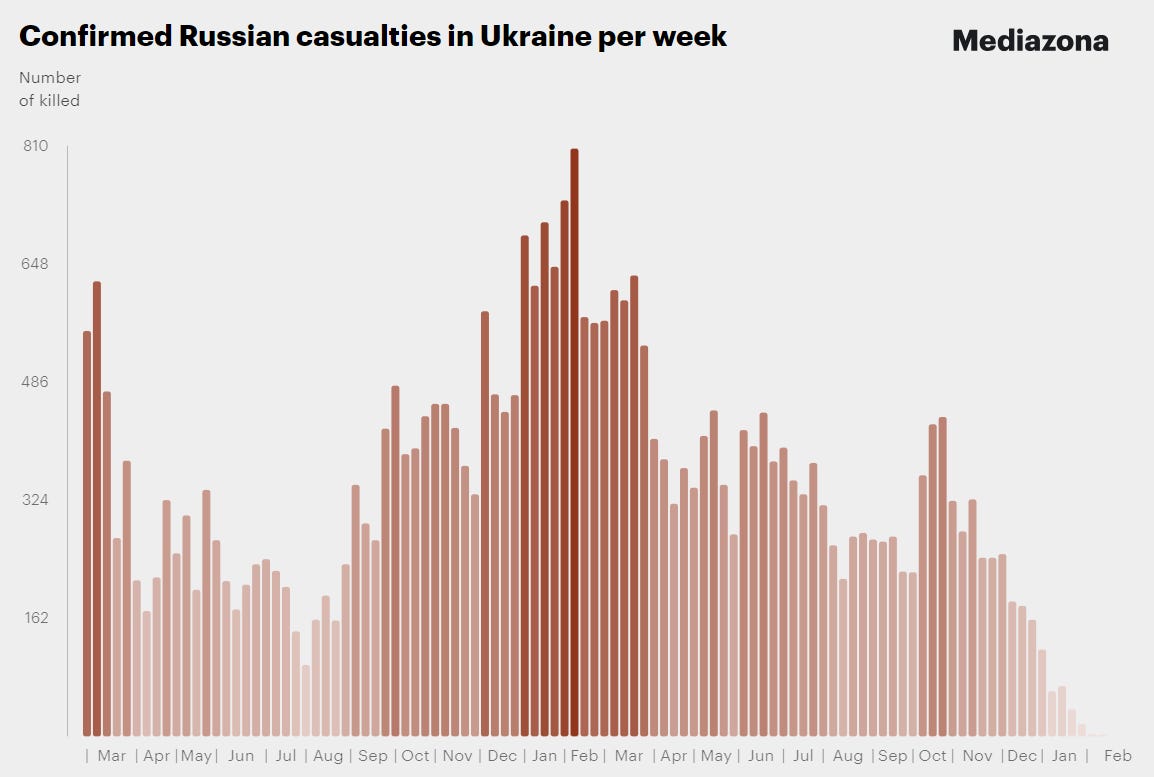 Confirmed Russian casualties in Ukraine per week
Mediazona
Number
of killed
810
648
486
324
162
| Mar | Apr | May | Jun | Jul | Aug | Sep | Oct | Nov | Dec | Jan | Feb | Mar | Apr | May | Jun | Jul | Aug | Sep | Oct | Nov | Dec | Jan | Feb